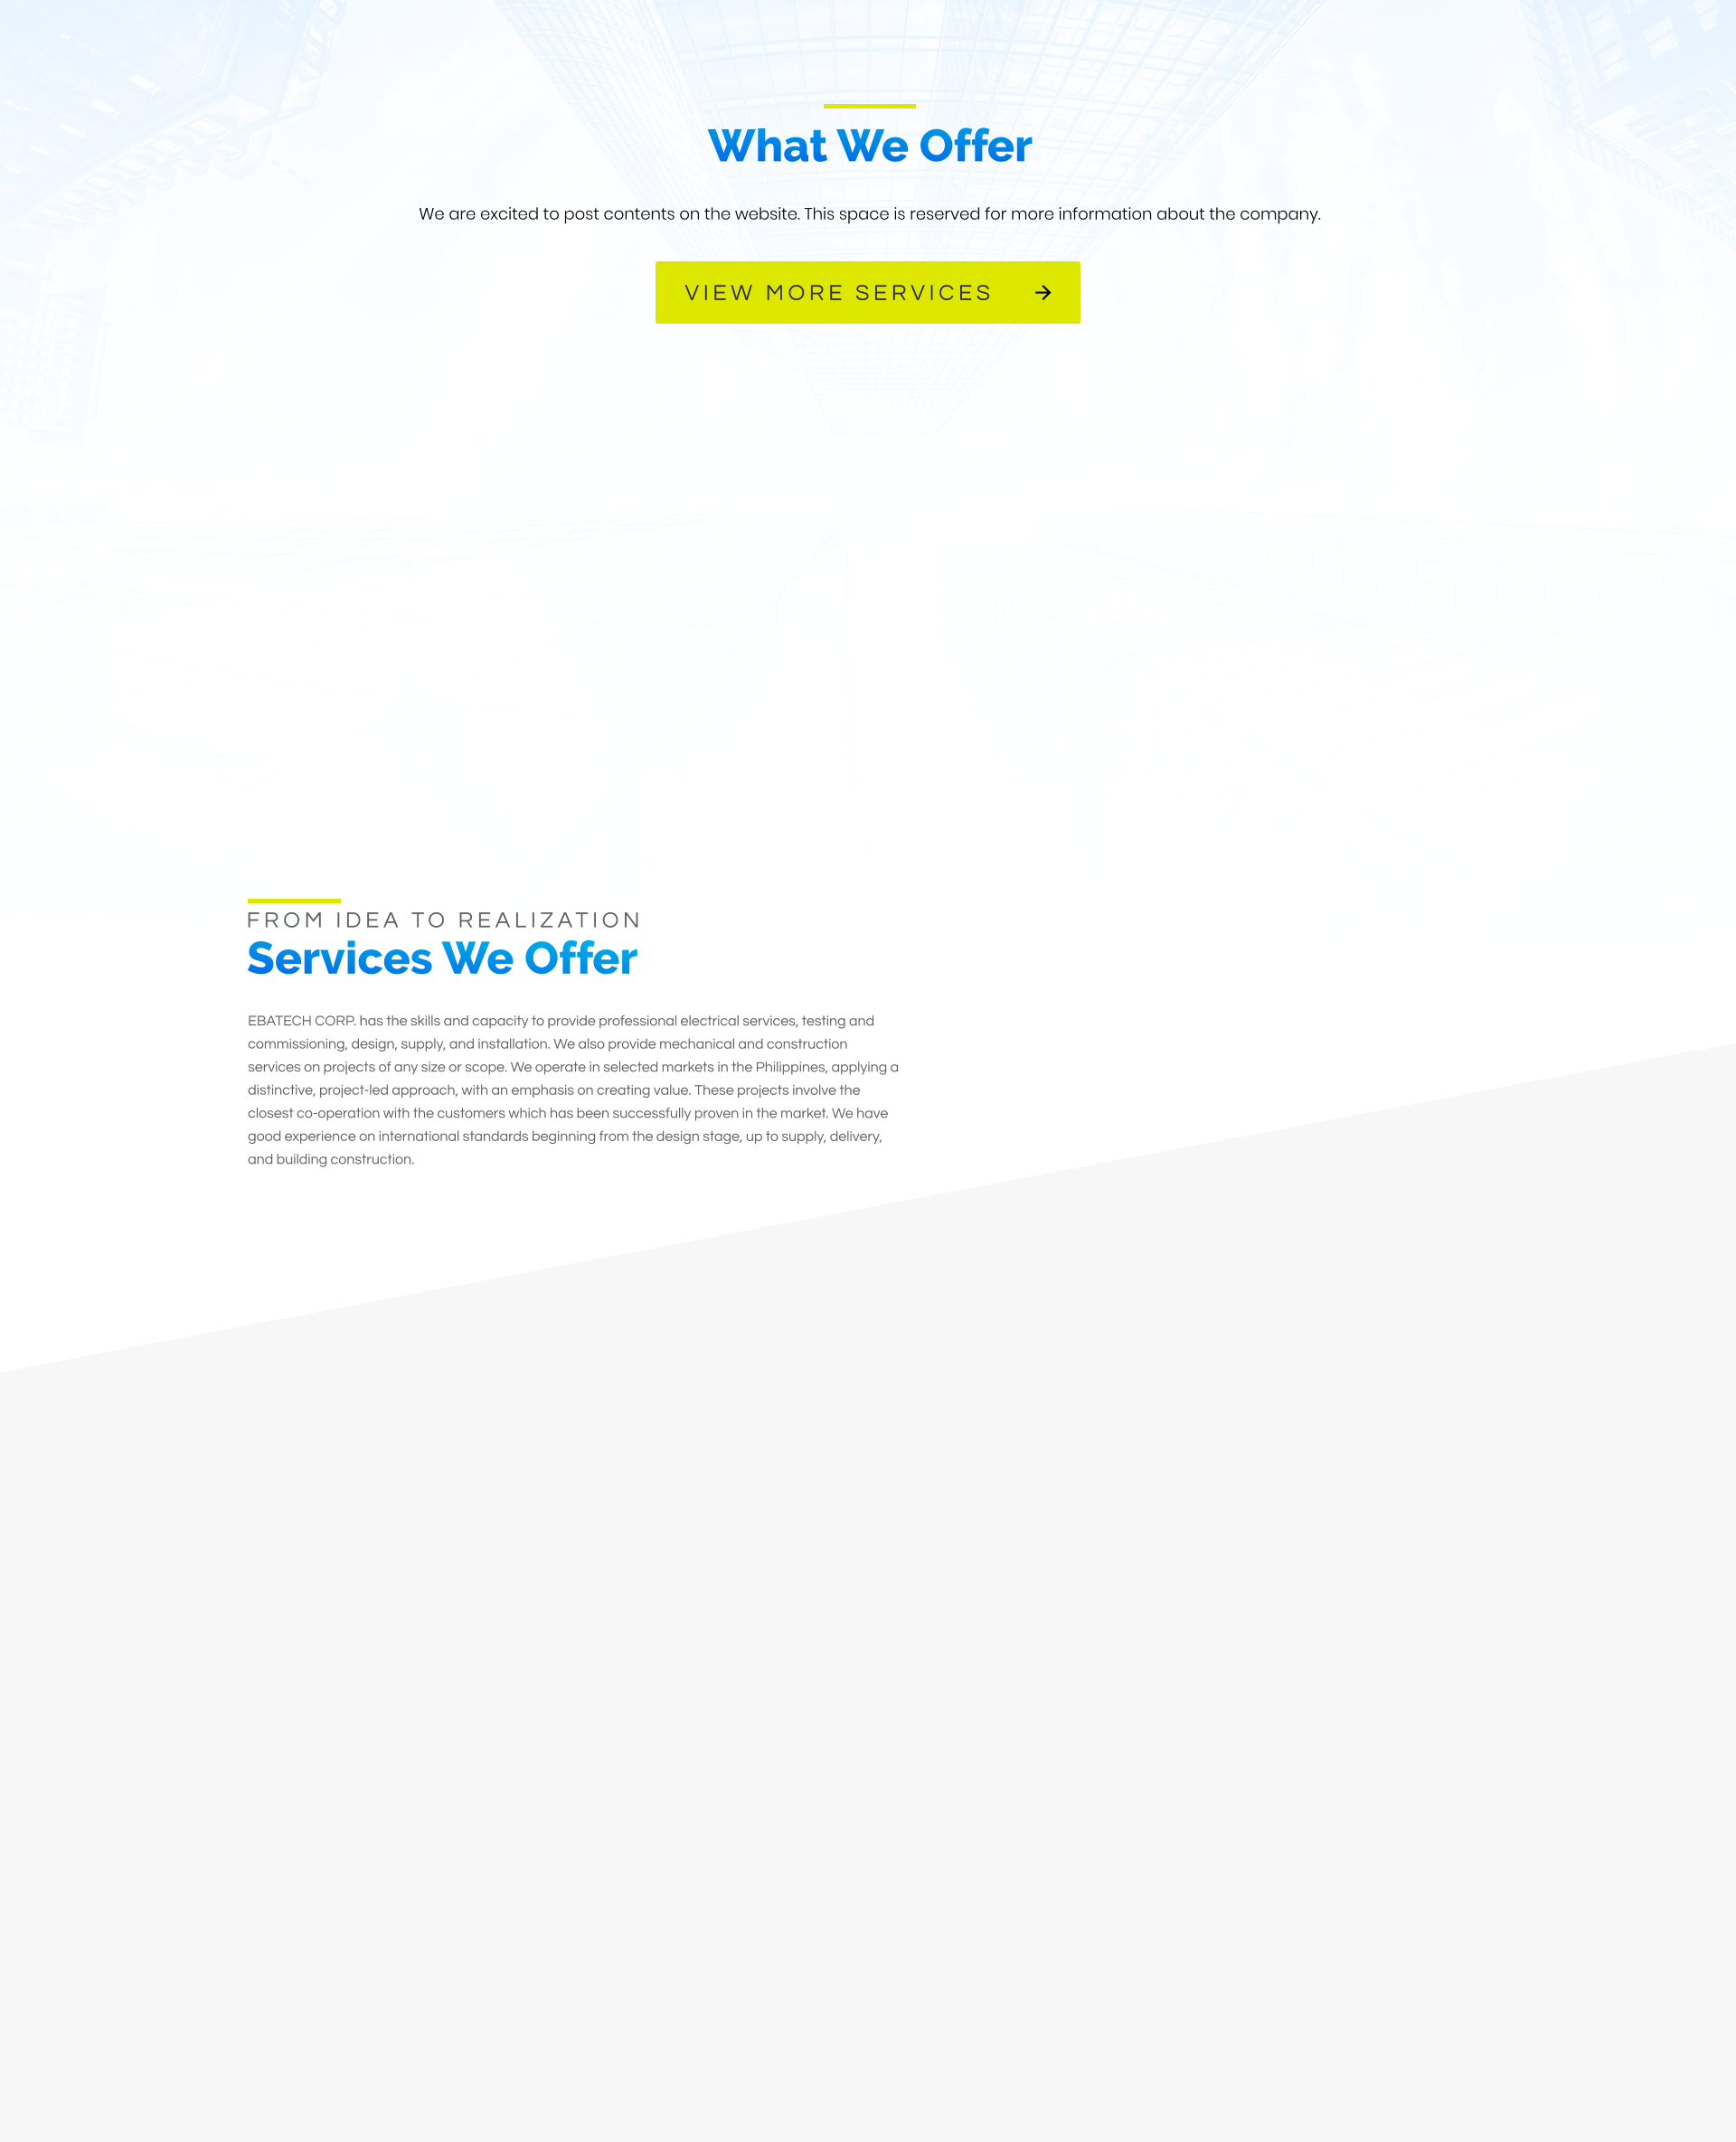 What We Offer
We are excited to post contents on the website. This space is reserved for more information about the company.
VIEW MORE SERVICES
FROM IDEA TO REALIZATION
Services We Offer
EBATECH CORP. has the skills and capacity to provide professional electrical services, testing and
commissioning, design, supply, and installation. We also provide mechanical and construction
services on projects of any size or scope. We operate in selected markets in the Philippines, applying a
distinctive, project-led approach, with an emphasis on creating value. These projects involve the
closest co-operation with the customers which has been successfully proven in the market. We have
good experience on international standards beginning from the design stage, up to supply, delivery,
and building construction.